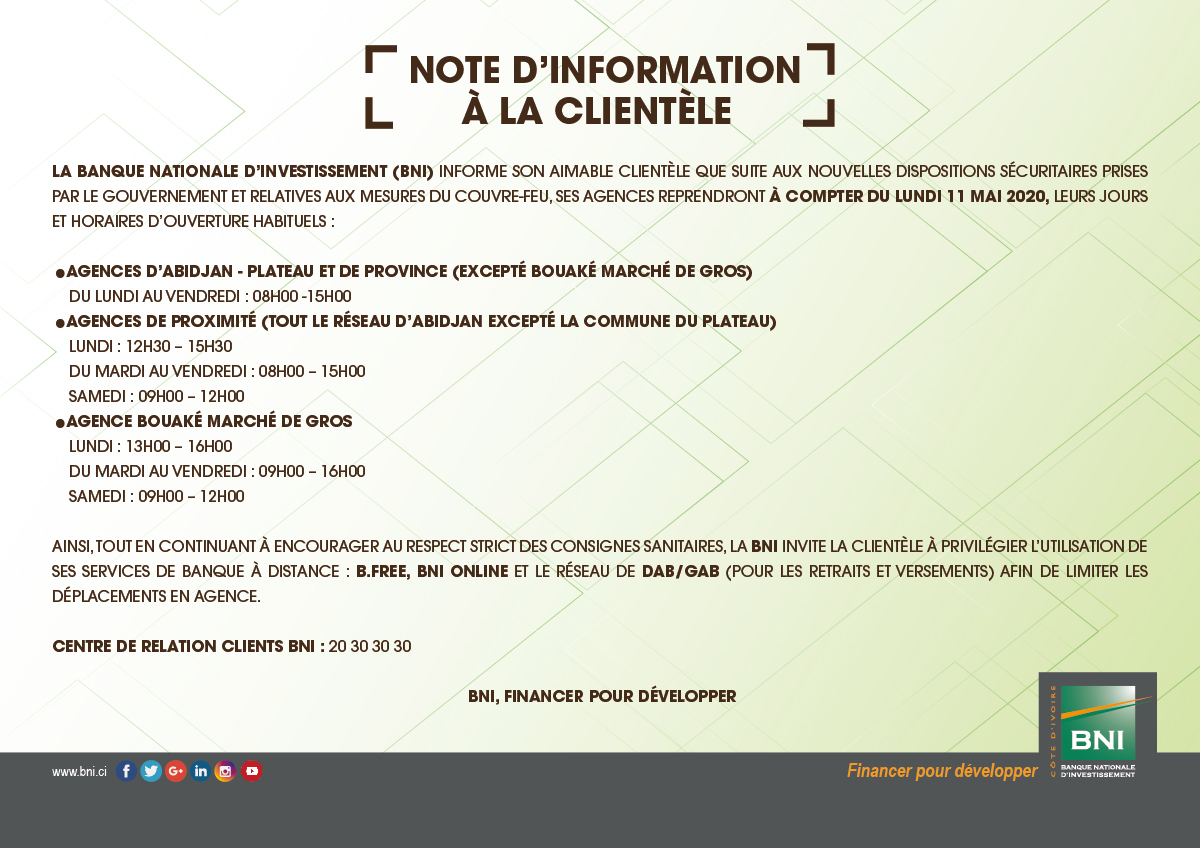 NOTE D'INFORMATION
À LA CLIENTÈLE
LA BANQUE NATIONALE D'INVESTISSEMENT (BNI) INFORME SON AIMABLE CLIENTÈLE QUE SUITE AUX NOUVELLES DISPOSITIONS SÉCURITAIRES PRISES
PAR LE GOUVERNEMENT ET RELATIVES AUX MESURES DU COUVRE-FEU, SES AGENCES REPRENDRONT À COMPTER DU LUNDI 11 MAI 2020, LEURS JOURS
ET HORAIRES D'OUVERTURE HABITUELS :
●AGENCES D'ABIDJAN - PLATEAU ET DE PROVINCE (EXCEPTÉ BOUAKÉ MARCHÉ DE GROS)
DU LUNDI AU VENDREDI : 08H00 -15H00
●AGENCES DE PROXIMITÉ (TOUT LE RÉSEAU D'ABIDJAN EXCEPTÉ LA COMMUNE DU PLATEAU)
LUNDI : 12H30 – 15H30
DU MARDI AU VENDREDI : 08H00 – 15H00
SAMEDI : 09H00 – 12H00
●AGENCE BOUAKÉ MARCHÉ DE GROS
LUNDI : 13H00 – 16H00
DU MARDI AU VENDREDI : 09H00 – 16H00
SAMEDI : 09H00 – 12H00
AINSI, TOUT EN CONTINUANT À ENCOURAGER AU RESPECT STRICT DES CONSIGNES SANITAIRES, LA BNI INVITE LA CLIENTÈLE À PRIVILÉGIER L'UTILISATION DE
SES SERVICES DE BANQUE À DISTANCE : B.FREE, BNI ONLINE ET LE RÉSEAU DE DAB/GAB (POUR LES RETRAITS ET VERSEMENTS) AFIN DE LIMITER LES
DÉPLACEMENTS EN AGENCE.
CENTRE DE RELATION CLIENTS BNI : 20 30 30 30
BNI, FINANCER POUR DÉVELOPPER
www.bni.ci
Financer pour développer
CÔTE D'IVOIRE
BNI
BANQUE NATIONALE
D'INVESTISSEMENT